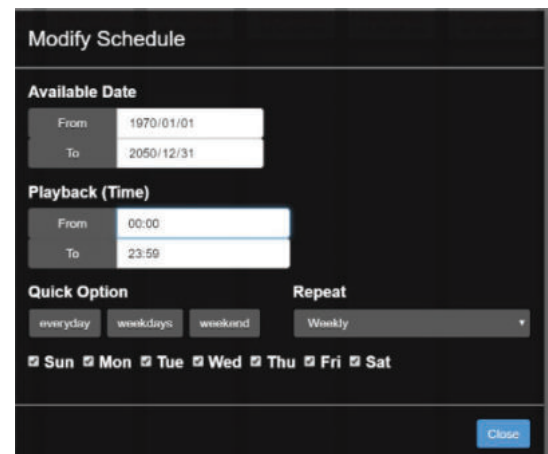 Modify Schedule
Available Date
From 1970/01/01
To 2050/12/31
Playback (Time)
From 00:00
To 23:59
Quick Option Repeat
everyday weekdays weekend Weekly
Sun Mon Tue Wed Thu Fri Sat
Close